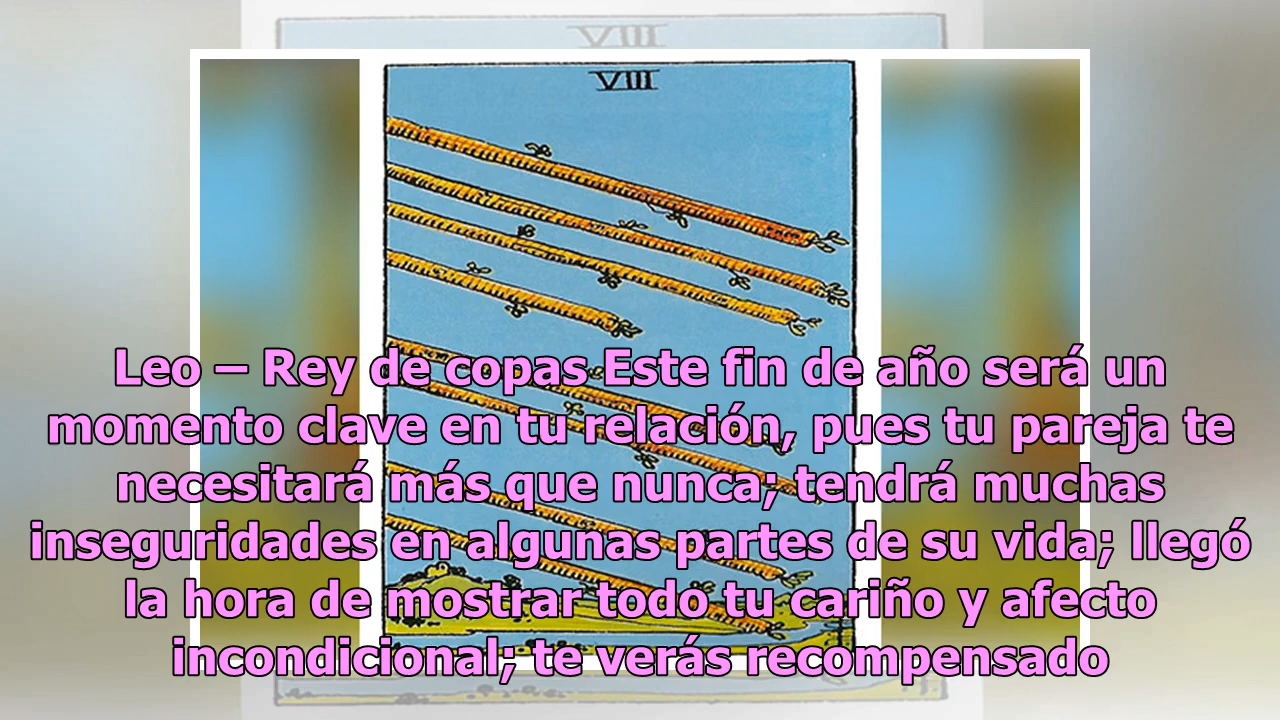 VIII
VIII
Leo – Rey de copas Este fin de año será un
momento clave en tu relación, pues tu pareja te
necesitará más que nunca; tendrá muchas
inseguridades en algunas partes de su vida; llegó
la hora de mostrar todo tu cariño y afecto
incondicional; te verás recompensado